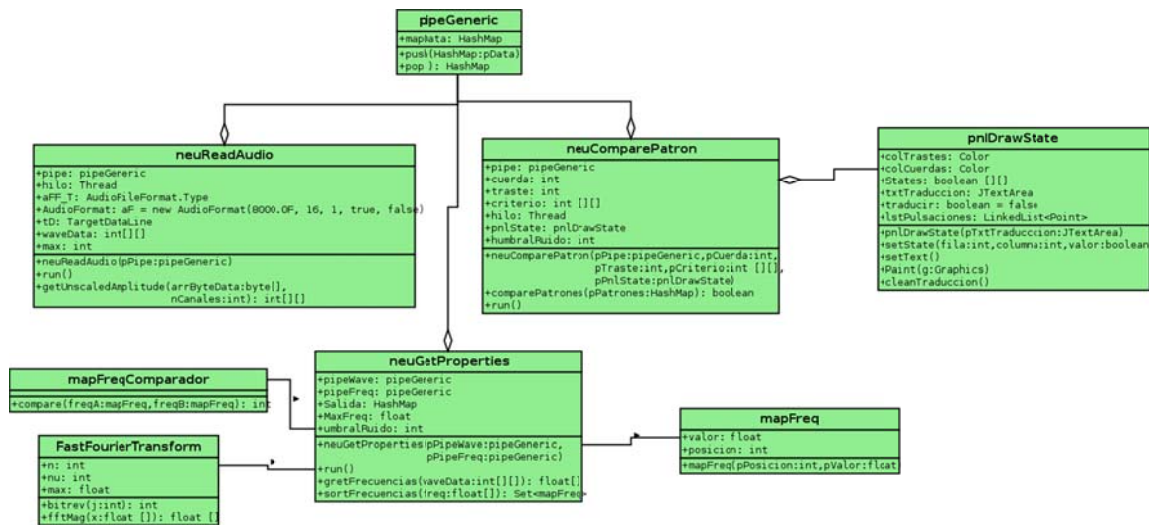 pipeGeneric
+mapData: HashMap
+push(HashMap:pData)
+pop(): HashMap
neuReadAudio
+pipe: pipeGereric
+hilo: Thread
+aFF_T: AudioFileFormat.Type
+AudioFormat: aF = new AudioFormat(8000.0F, 16, 1, true, false)
+tD: TargetDataLine
+waveData: int[][]
+max: int
+neuReadAudio(pPipe:pipeGeneric)
+run()
+getUnscaledAmplitude(arrByteData:byte[],
nCanales:int): int[][]
neuComparePatron
+pipe: pipeGeneric
+cuerda: int
+traste: int
+criterio: int [][]
+hilo: Thread
+pnlState: pnlDrawState
+humbralRuido: int
+neuComparePatron(pPipe:pipeGeneric,pCuerda:int,
pTraste:int,pCriterio:int [][],
pPnlState:pnlDrawState)
+comparePatrones(pPatrones:HashMap): boolean
+run()
pnlDrawState
+colTrastes: Color
+colCuerdas: Color
+States: boolean [][]
+txtTraduccion: JTextArea
+traducir: boolean = false
+lstPulsaciones: LinkedList<Point>
+pnlDrawState(pTxtTraduccion:JTextArea)
+setState(fila:int,columna:int,valor:boolean
+setText()
+Paint(g:Graphics)
+cleanTraduccion()
mapFreqComparador
+compare(freqA:mapFreq,freqB:mapFreq): int
FastFourierTransform
+n: int
+nu: int
+max: float
+bitrev(j:int): int
+fftMag(x:float []): float []
neuGetProperties
+pipeWave: pipeGeneric
+pipeFreq: pipeGeneric
+Salida: HashMap
+MaxFreq: float
+umbralRuido: int
+neuGetProperties(pPipeWave:pipeGeneric,
pPipeFreq:pipeGeneric)
+run()
+gretFrecuencias(waveData:int[][]): float[]
+sortFrecuencias(freq:float[]): Set<mapFreq>
mapFreq
+valor: float
+posicion: int
+mapFreq(pPosicion:int,pValor:float)